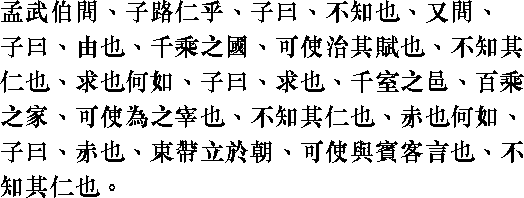 孟武伯問、子路仁乎、子曰、不知也、又問、
子曰、由也、千乘之國、可使治其賦也、不知其
仁也、求也何如、子曰、求也、千室之邑、百乘
之家、可使為之宰也、不知其仁也、赤也何如、
子曰、赤也、束帶立於朝、可使與賓客言也、不
知其仁也。